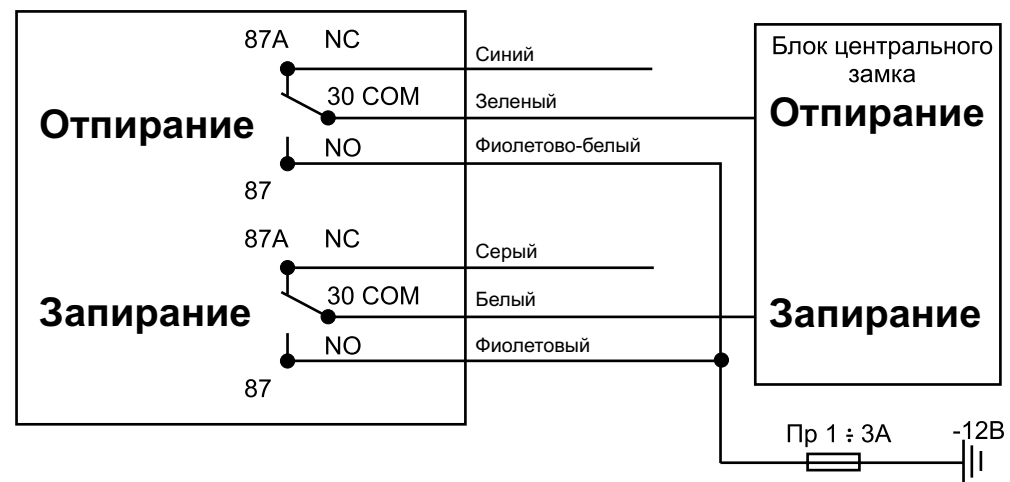 87A NC
Синий
Блок центрального
замка
30 COM
Зеленый
Отпирание
Отпирание
NO
Фиолетово-белый
87
87A NC
Серый
Запирание
30 COM
Белый
Запирание
NO
Фиолетовый
87
Пр 1 ÷ 3А
-12В